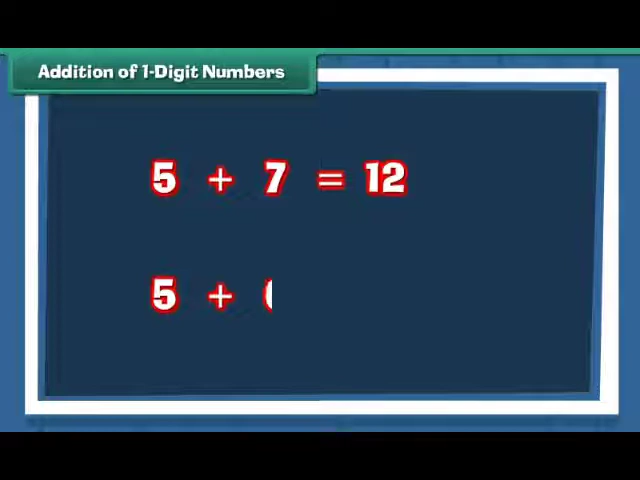 Addition of 1-Digit Numbers
5 + 7 = 12
5 +